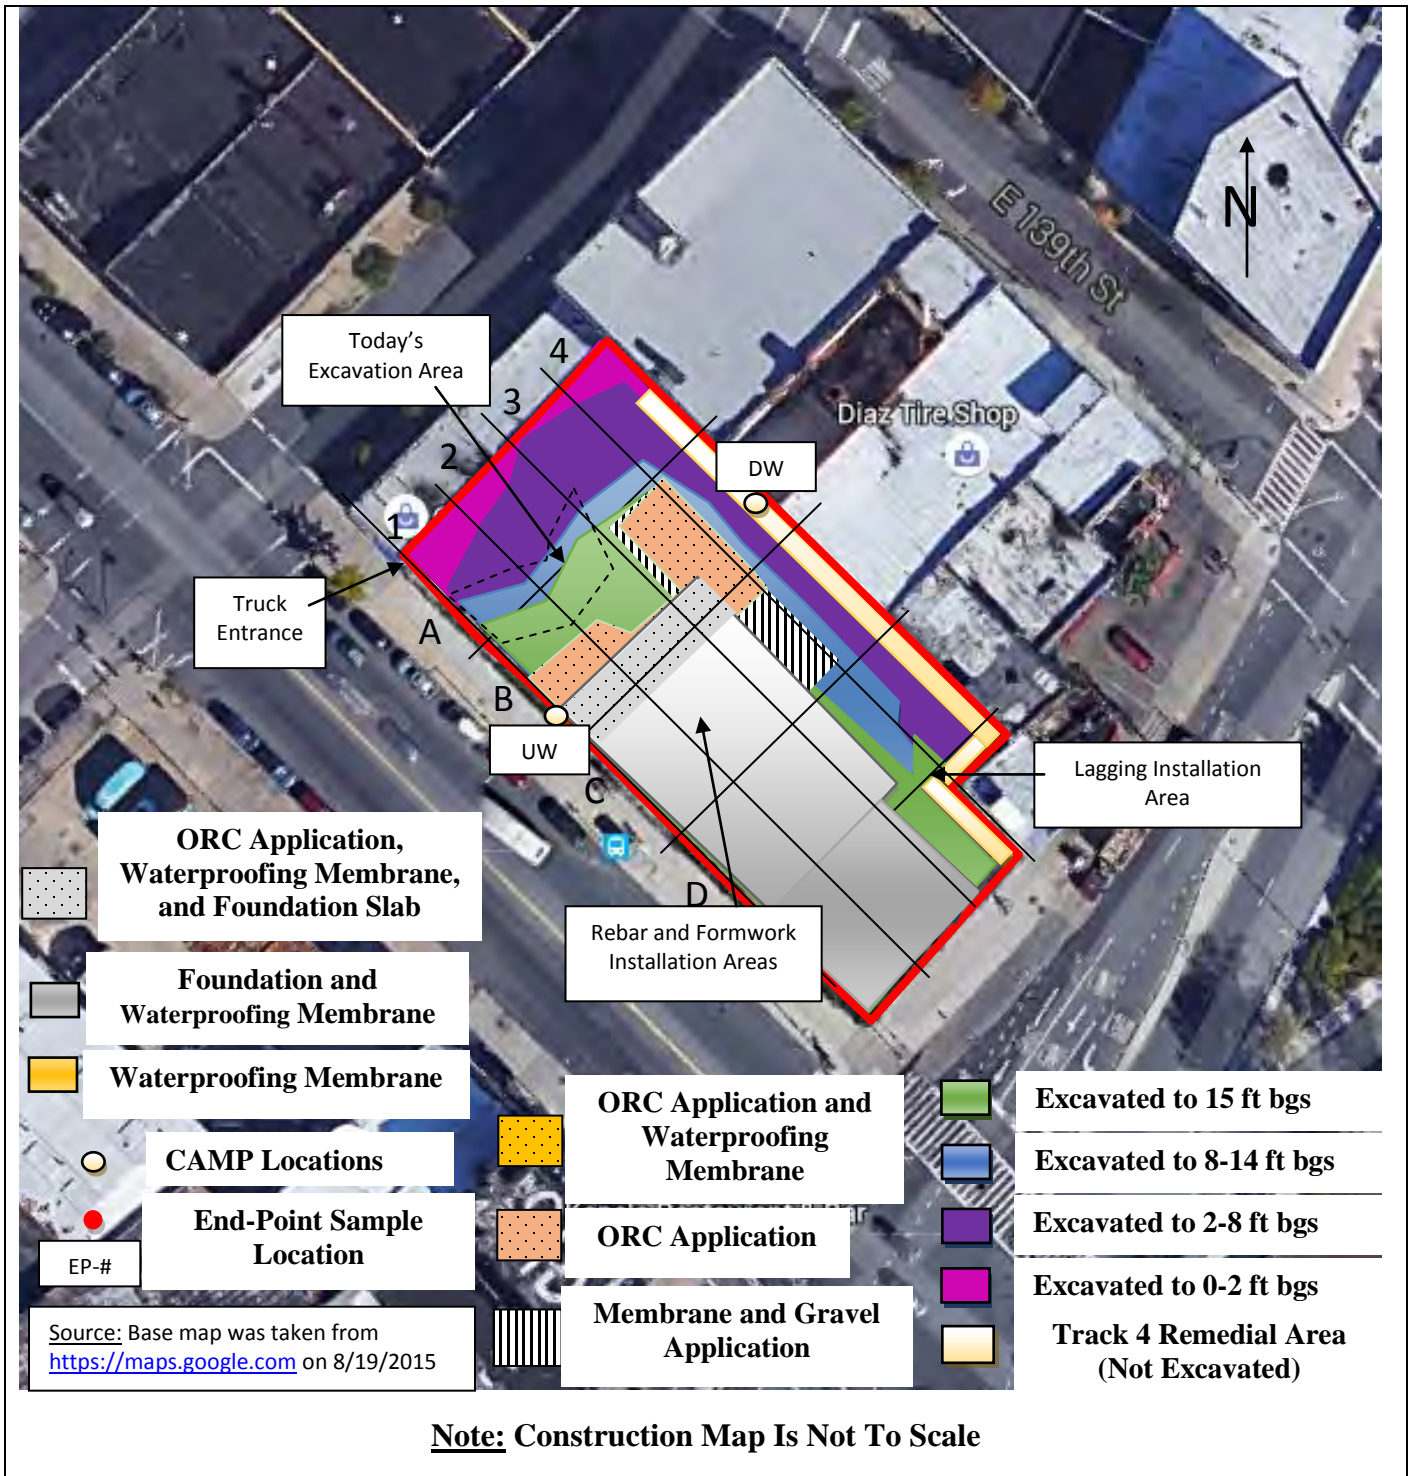 E 139th St
N
Today's
Excavation Area
4
3
2
1
Diaz Tire Shop
DW
Truck
Entrance
A
B
UW
C
D
Lagging Installation
Area
Rebar and Formwork
Installation Areas
ORC Application,
Waterproofing Membrane,
and Foundation Slab
Foundation and
Waterproofing Membrane
Waterproofing Membrane
CAMP Locations
End-Point Sample
Location
EP-#
Source: Base map was taken from
https://maps.google.com on 8/19/2015
ORC Application and
Waterproofing
Membrane
ORC Application
Membrane and Gravel
Application
Excavated to 15 ft bgs
Excavated to 8-14 ft bgs
Excavated to 2-8 ft bgs
Excavated to 0-2 ft bgs
Track 4 Remedial Area
(Not Excavated)
Note: Construction Map Is Not To Scale